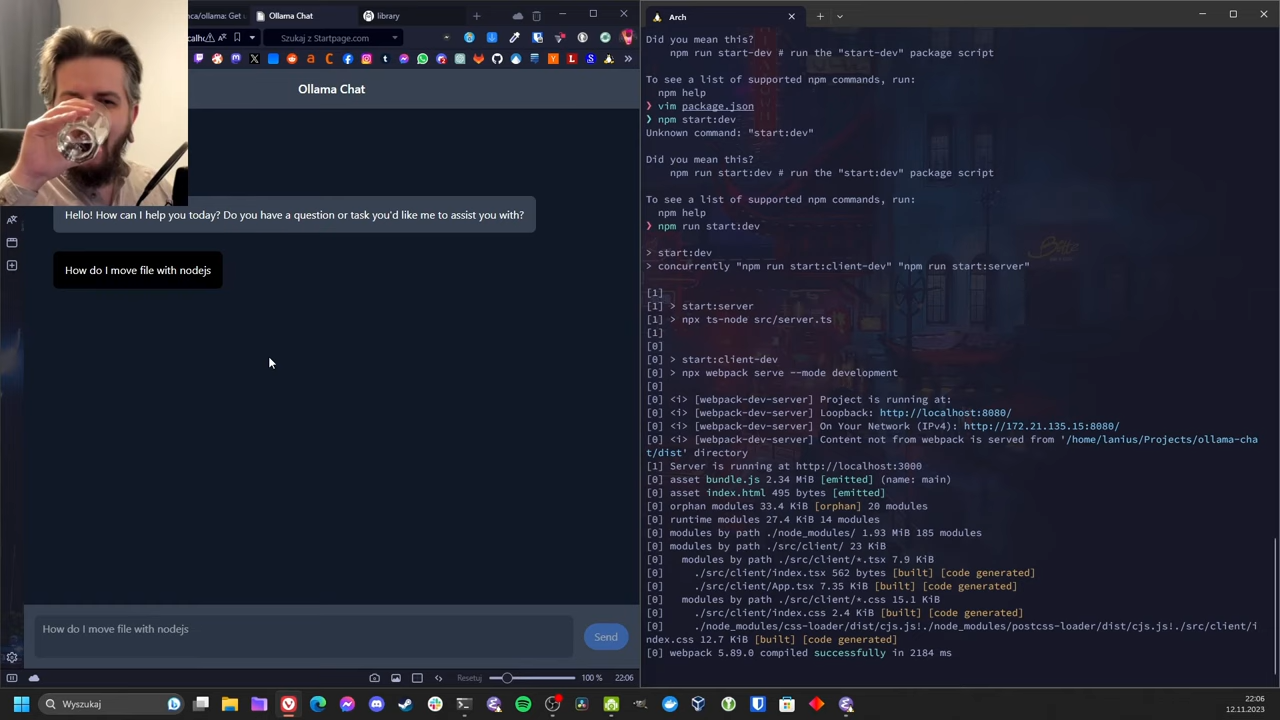 nca/ollama: Get u
Ollama Chat
library
Szukaj z Startpage.com
Ollama Chat
Hello! How can I help you today? Do you have a question or task you'd like me to assist you with?
How do I move file with nodejs
How do I move file with nodejs
Send
Resetuj
100 %
22:06
Arch
Did you mean this?
npm run start-dev # run the "start-dev" package script
To see a list of supported npm commands, run:
npm help
❯ vim package.json
❯ npm start:dev
Unknown command: "start:dev"
Did you mean this?
npm run start:dev # run the "start:dev" package script
To see a list of supported npm commands, run:
npm help
❯ npm run start:dev
> start:dev
> concurrently "npm run start:client-dev" "npm run start:server"
[1]
[1] > start:server
[1] > npx ts-node src/server.ts
[1]
[0]
[0] > start:client-dev
[0] > npx webpack serve --mode development
[0]
[0] <i> [webpack-dev-server] Project is running at:
[0] <i> [webpack-dev-server] Loopback: http://localhost:8080/
[0] <i> [webpack-dev-server] On Your Network (IPv4): http://172.21.135.15:8080/
[0] <i> [webpack-dev-server] Content not from webpack is served from '/home/lanius/Projects/ollama-cha
t/dist' directory
[1] Server is running at http://localhost:3000
[0] asset bundle.js 2.34 MiB [emitted] (name: main)
[0] asset index.html 495 bytes [emitted]
[0] orphan modules 33.4 KiB [orphan] 20 modules
[0] runtime modules 27.4 KiB 14 modules
[0] modules by path ./node_modules/ 1.93 MiB 185 modules
[0] modules by path ./src/client/ 23 KiB
[0] modules by path ./src/client/*.tsx 7.9 KiB
[0] ./src/client/index.tsx 562 bytes [built] [code generated]
[0] ./src/client/App.tsx 7.35 KiB [built] [code generated]
[0] modules by path ./src/client/*.css 15.1 KiB
[0] ./src/client/index.css 2.4 KiB [built] [code generated]
[0] ./node_modules/css-loader/dist/cjs.js!./node_modules/postcss-loader/dist/cjs.js!./src/client/i
ndex.css 12.7 KiB [built] [code generated]
[0] webpack 5.89.0 compiled successfully in 2184 ms
Wyszukaj
22:06
12.11.2023